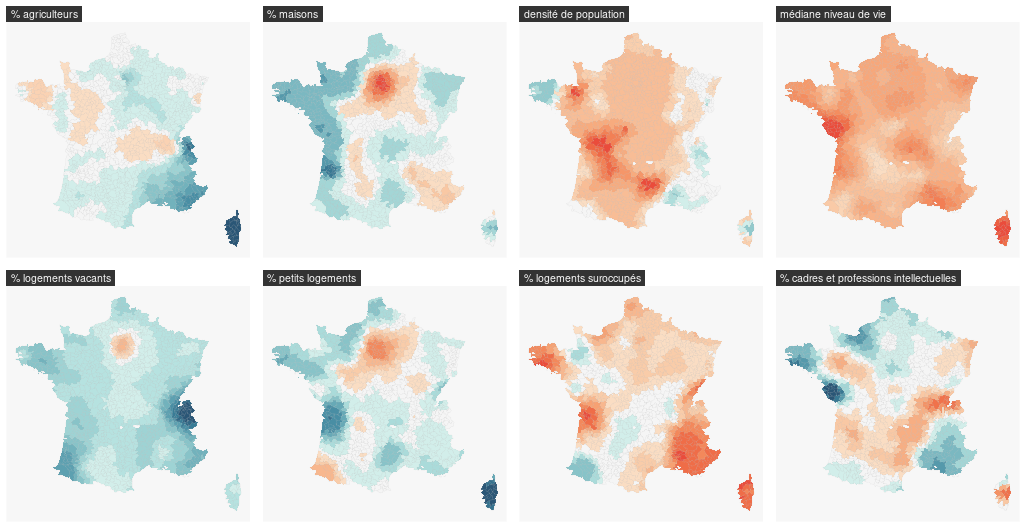 % agriculteurs
% maisons
densité de population
médiane niveau de vie
% logements vacants
% petits logements
% logements suroccupés
% cadres et professions intellectuelles